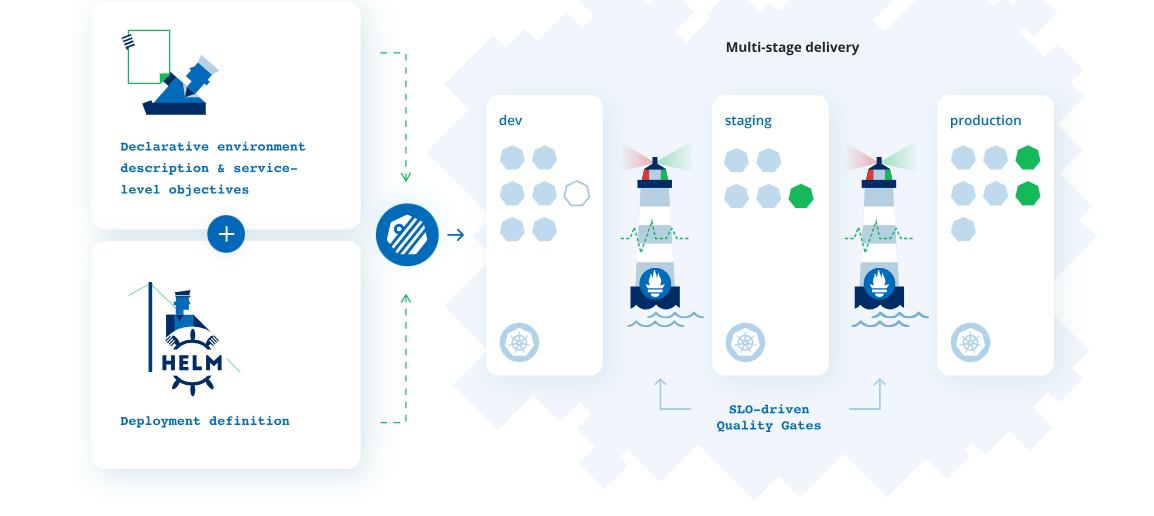 Declarative environment
description & service-
level objectives
HELM
Deployment definition
Multi-stage delivery
dev
staging
production
SLO-driven
Quality Gates